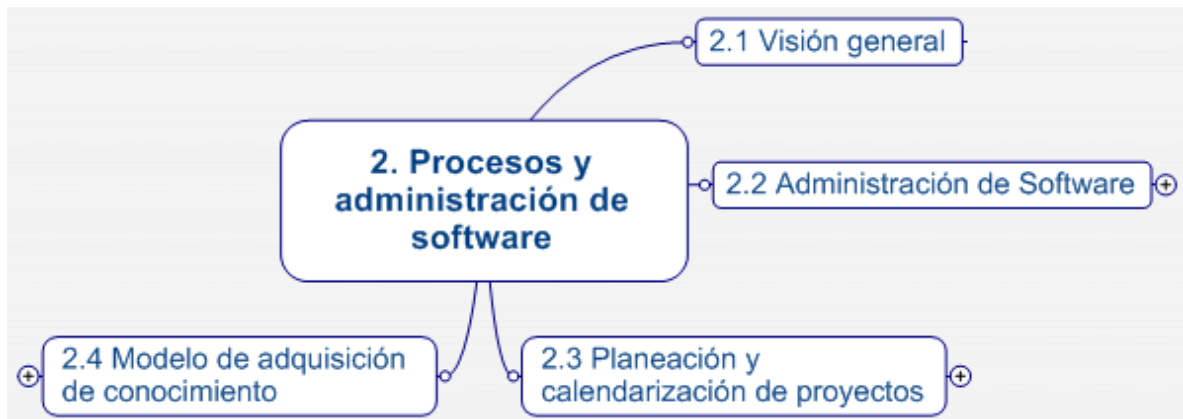 2.1 Visión general
2. Procesos y
administración de
software
2.2 Administración de Software
2.4 Modelo de adquisición
de conocimiento
2.3 Planeación y
calendarización de proyectos